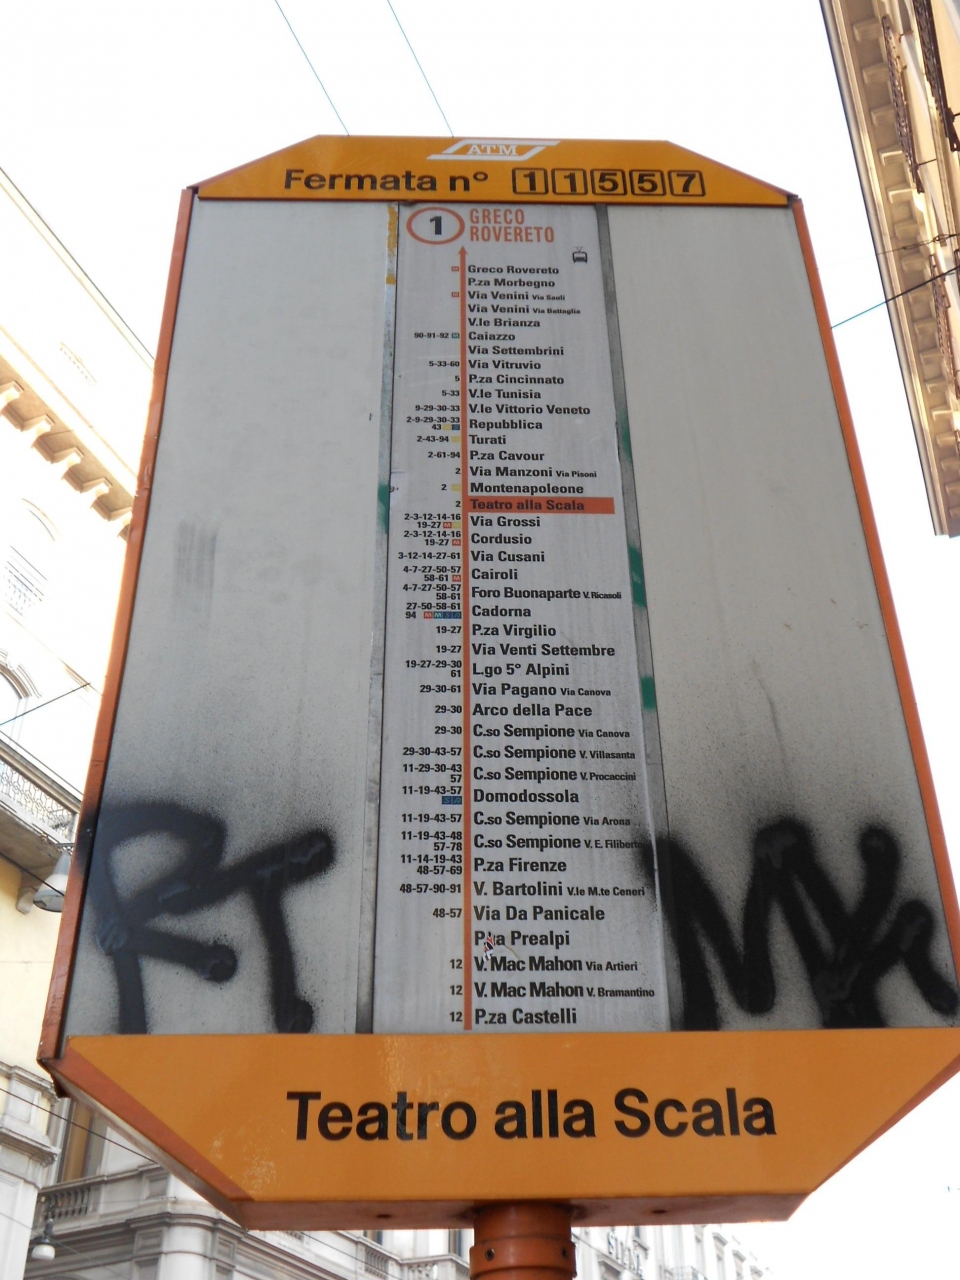 ATM
Fermata n° 11557
1 GRECO
ROVERETO
M Greco Rovereto
P.za Morbegno
M Via Venini Via Sauli
Via Venini Via Battaglia
V.le Brianza
90-91-92 M Caiazzo
Via Settembrini
5-33-60 Via Vitruvio
5 P.za Cincinnato
5-33 V.le Tunisia
9-29-30-33 V.le Vittorio Veneto
2-9-29-30-33
43 Repubblica
2-43-94 Turati
2-61-94 P.za Cavour
2 Via Manzoni Via Pisoni
2 Montenapoleone
2 Teatro alla Scala
2-3-12-14-16
19-27 M Via Grossi
2-3-12-14-16
19-27 M Cordusio
3-12-14-27-61 Via Cusani
4-7-27-50-57
58-61 M Cairoli
4-7-27-50-57
58-61 Foro Buonaparte V. Ricasoli
27-50-58-61
94 M M Cadorna
19-27 P.za Virgilio
19-27 Via Venti Settembre
19-27-29-30
61 L.go 5° Alpini
29-30-61 Via Pagano Via Canova
29-30 Arco della Pace
29-30 C.so Sempione Via Canova
29-30-43-57 C.so Sempione V. Villasanta
11-29-30-43
57 C.so Sempione V. Procaccini
11-19-43-57
Domodossola
11-19-43-57 C.so Sempione Via Arona
11-19-43-48
57-78 C.so Sempione V. E. Filiberto
11-14-19-43
48-57-69 P.za Firenze
48-57-90-91 V. Bartolini V.le M.te Ceneri
48-57 Via Da Panicale
P.za Prealpi
12 V. Mac Mahon Via Artieri
12 V. Mac Mahon V. Bramantino
12 P.za Castelli
RT
Teatro alla Scala